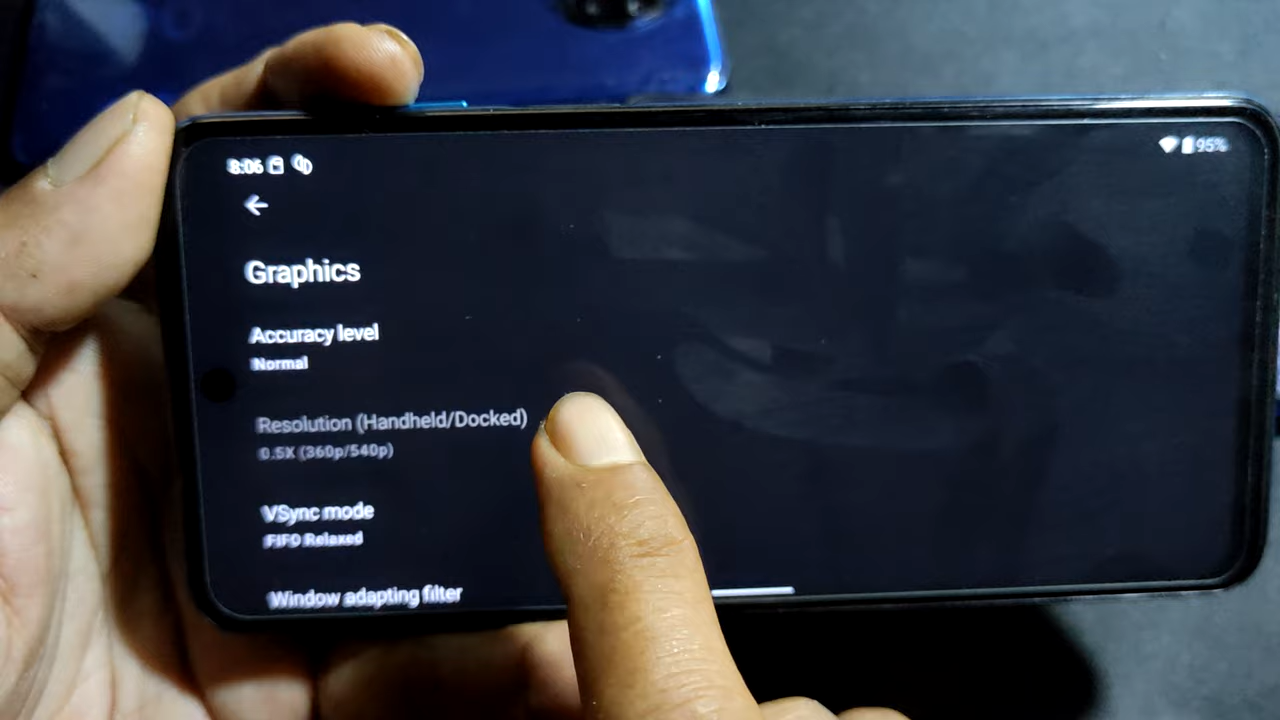 8:06
95%
Graphics
Accuracy level
Normal
Resolution (Handheld/Docked)
0.5X (360p/540p)
VSync mode
FIFO Relaxed
Window adapting filter